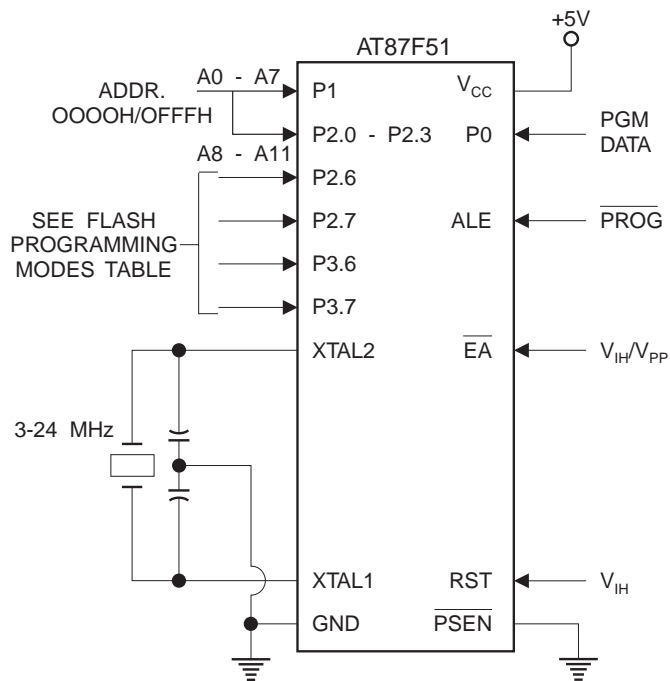 +5V
AT87F51
A0 - A7
ADDR.
OOOOH/OFFFH
P1
VCC
P2.0 - P2.3
P0
PGM
DATA
A8 - A11
P2.6
SEE FLASH
PROGRAMMING
MODES TABLE
P2.7
ALE
PROG
P3.6
P3.7
XTAL2
EA
VIH/VPP
3-24 MHz
XTAL1
RST
VIH
GND
PSEN